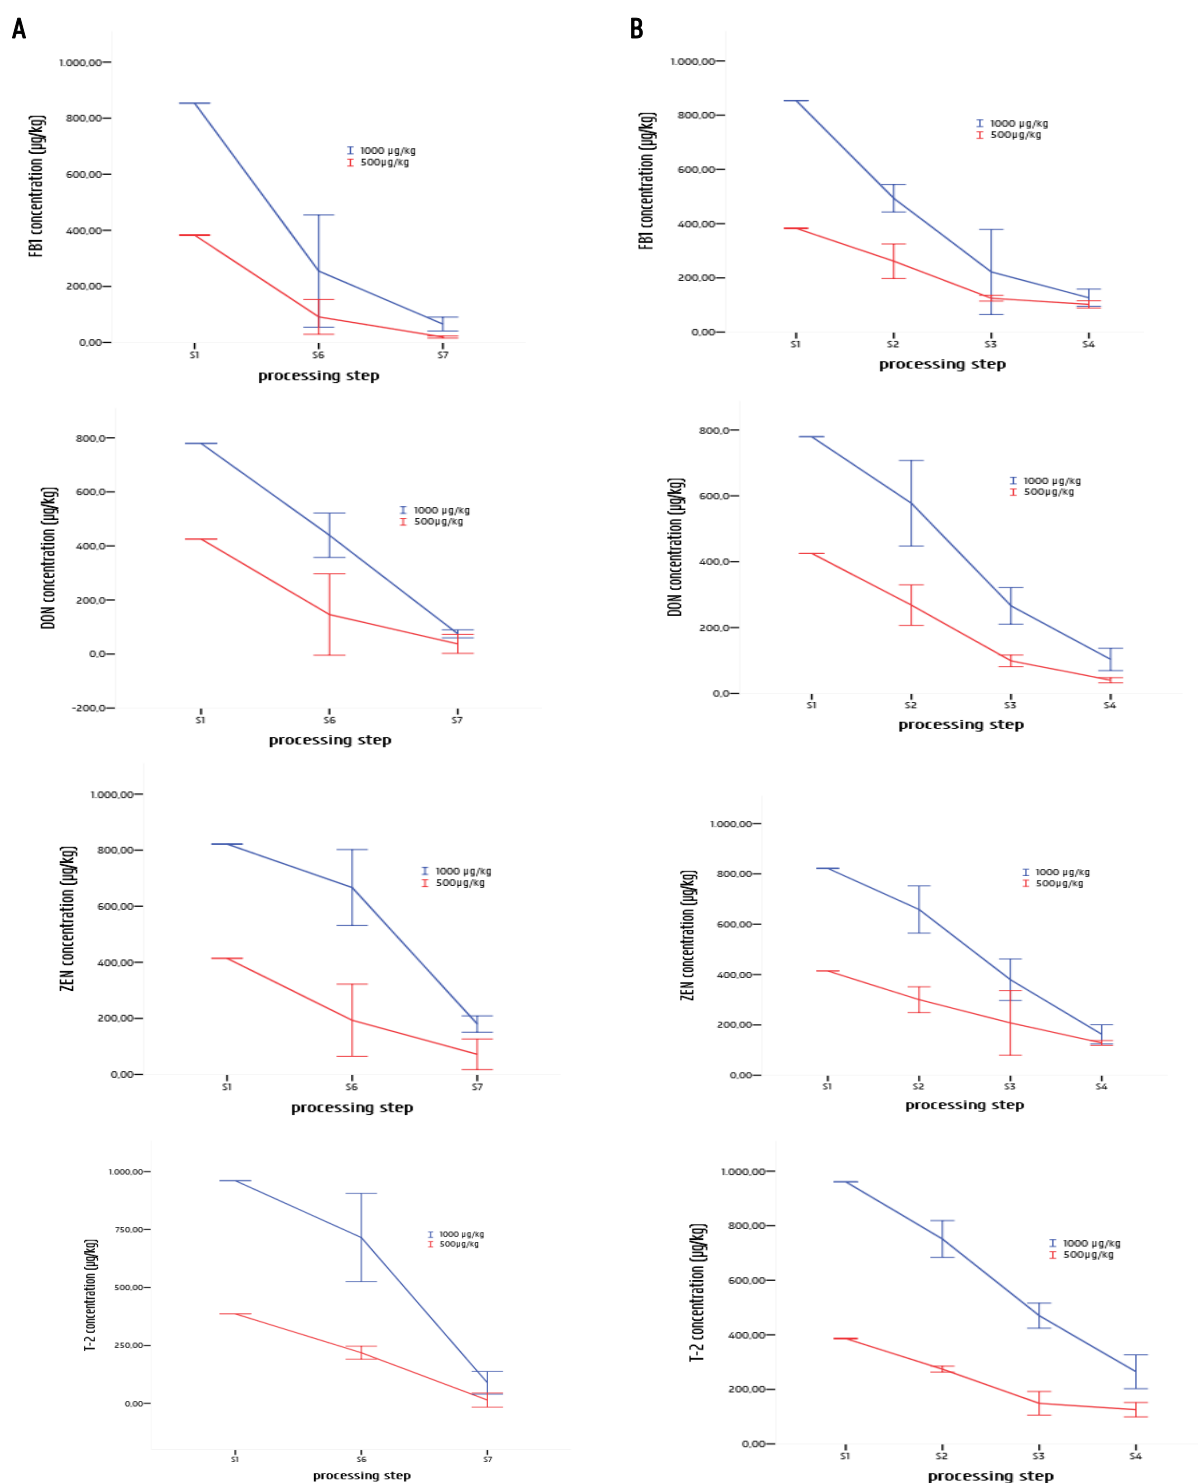 A
FB1 concentration (µg/kg)
1.000,00
800,00
600,00
400,00
200,00
0,00
1000 µg/kg
500µg/kg
S1
S6
S7
processing step
B
FB1 concentration (µg/kg)
1.000,00
800,00
600,00
400,00
200,00
0,00
1000 µg/kg
500µg/kg
S1
S2
S3
S4
processing step
DON concentration (µg/kg)
800,0
600,0
400,0
200,0
0,0
-200,0
1000 µg/kg
500µg/kg
S1
S6
S7
processing step
DON concentration (µg/kg)
800,0
600,0
400,0
200,0
0,0
1000 µg/kg
500µg/kg
S1
S2
S3
S4
processing step
ZEN concentration (µg/kg)
1.000,00
800,00
600,00
400,00
200,00
0,00
1000 µg/kg
500µg/kg
S1
S6
S7
processing step
ZEN concentration (µg/kg)
1.000,00
800,00
600,00
400,00
200,00
0,00
1000 µg/kg
500µg/kg
S1
S2
S3
S4
processing step
T-2 concentration (µg/kg)
1.000,00
750,00
500,00
250,00
0,00
1000 µg/kg
500µg/kg
S1
S6
S7
processing step
T-2 concentration (µg/kg)
1.000,00
800,00
600,00
400,00
200,00
0,00
1000 µg/kg
500µg/kg
S1
S2
S3
S4
processing step